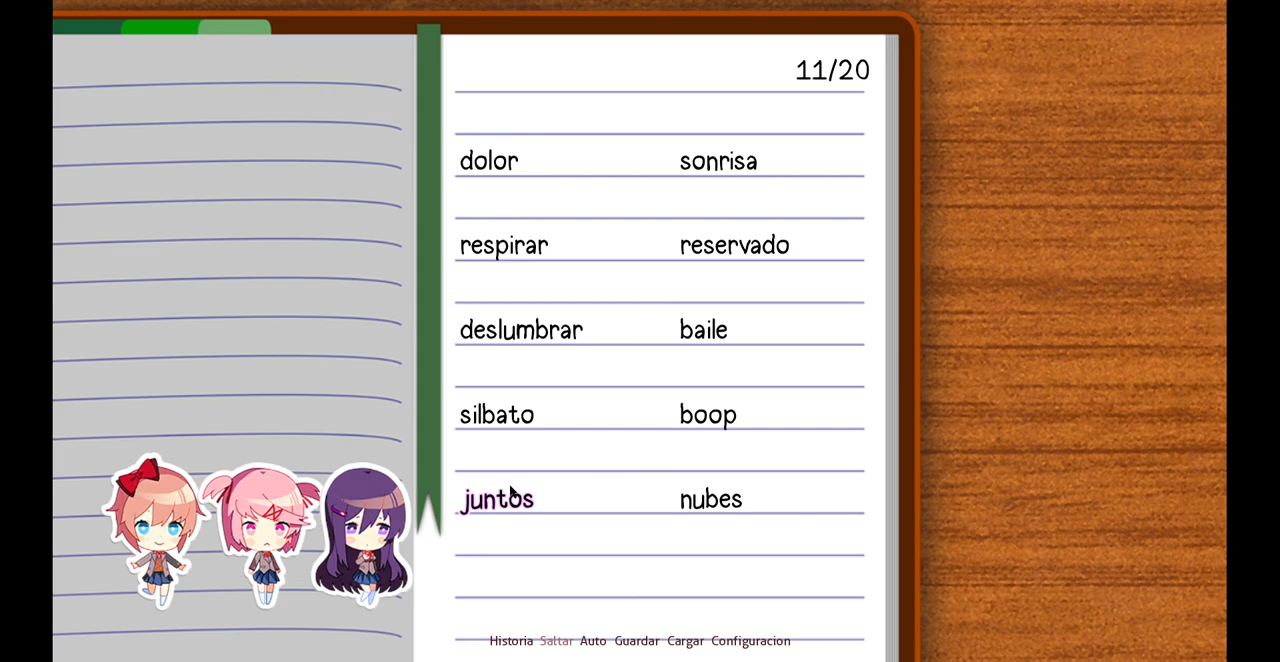 11/20
dolor sonrisa
respirar reservado
deslumbrar baile
silbato boop
juntos nubes
Historia Saltar Auto Guardar Cargar Configuracion